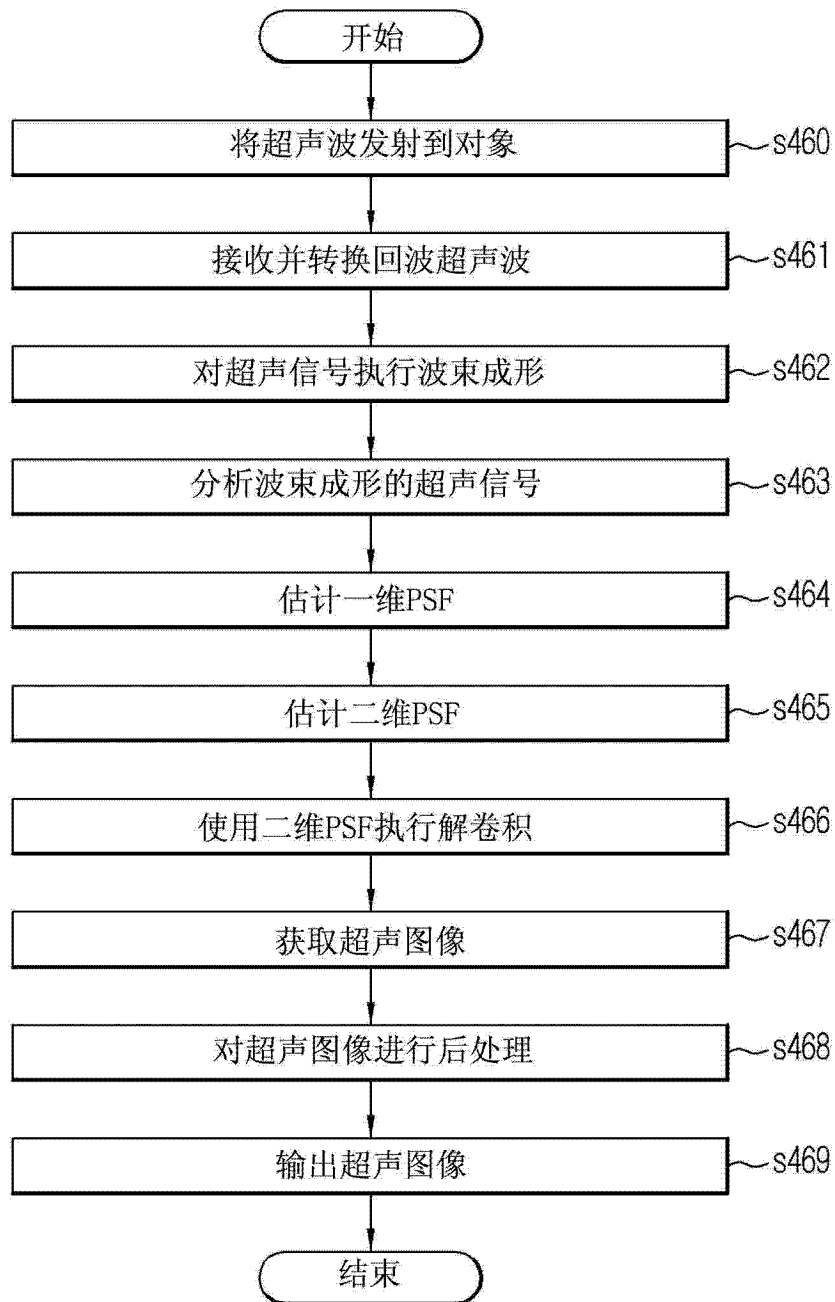 开始
将超声波发射到对象
s460
接收并转换回波超声波
s461
对超声信号执行波束成形
s462
分析波束成形的超声信号
s463
估计一维PSF
s464
估计二维PSF
s465
使用二维PSF执行解卷积
s466
获取超声图像
s467
对超声图像进行后处理
s468
输出超声图像
s469
结束